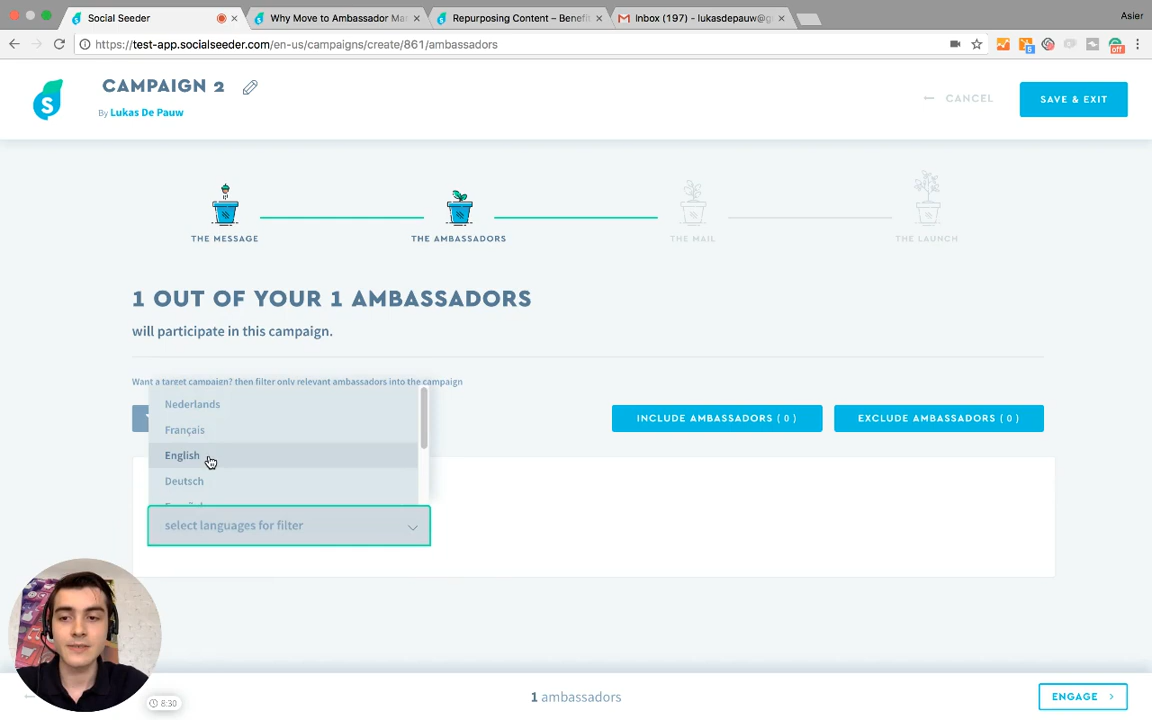 Social Seeder
Why Move to Ambassador Ma
Repurposing Content – Benefit
Inbox (197) - lukasdepauw@g
Asier
https://test-app.socialseeder.com/en-us/campaigns/create/861/ambassadors
5
off
S
CAMPAIGN 2
By Lukas De Pauw
CANCEL
SAVE & EXIT
THE MESSAGE
THE AMBASSADORS
THE MAIL
THE LAUNCH
1 OUT OF YOUR 1 AMBASSADORS
will participate in this campaign.
Want a target campaign? then filter only relevant ambassadors into the campaign
INCLUDE AMBASSADORS ( 0 )
EXCLUDE AMBASSADORS ( 0 )
Nederlands
Français
English
Deutsch
select languages for filter
8:30
1 ambassadors
ENGAGE